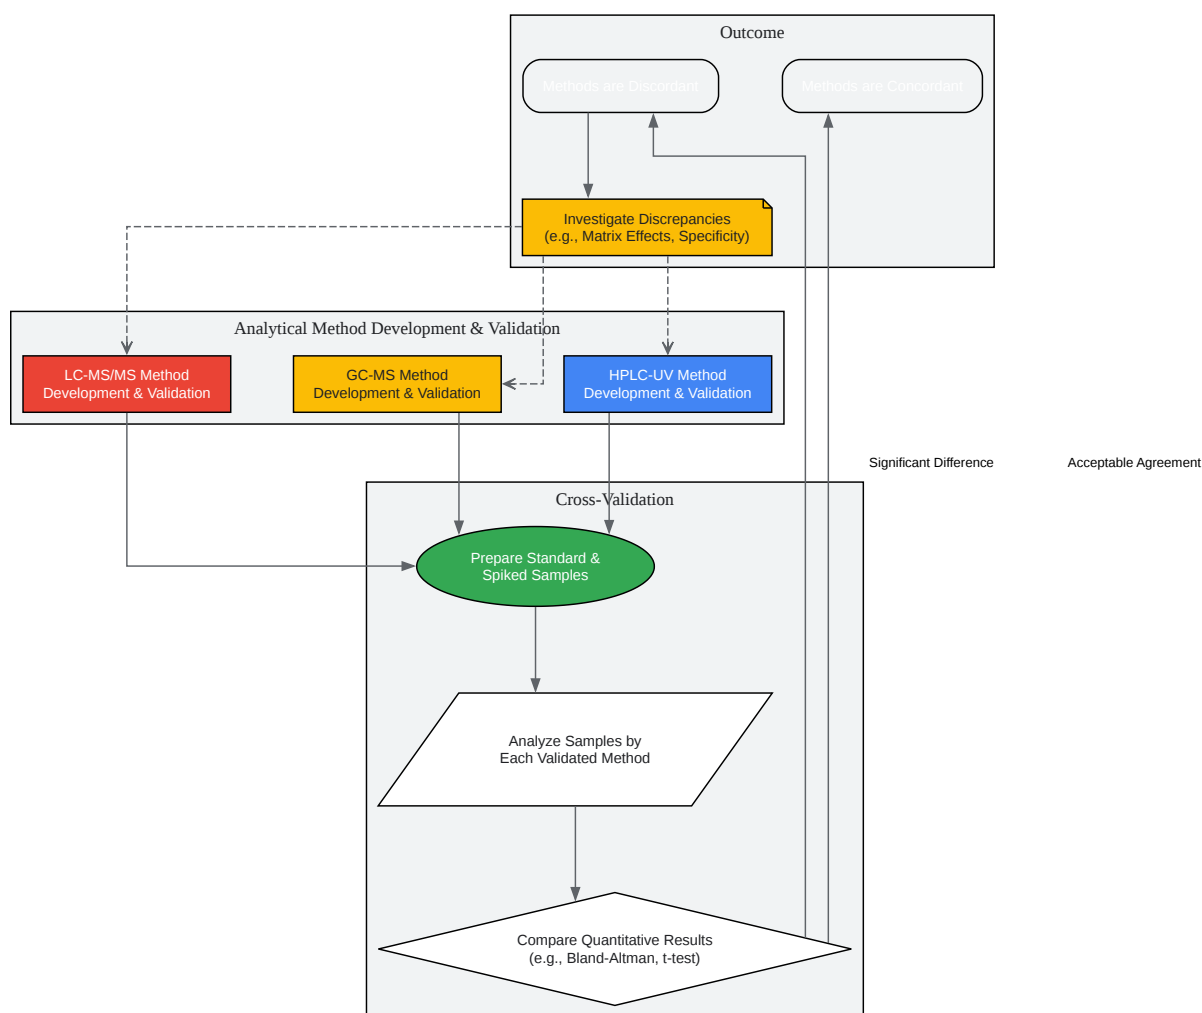 Outcome
Methods are Discordant
Methods are Concordant
Investigate Discrepancies
(e.g., Matrix Effects, Specificity)
Analytical Method Development & Validation
LC-MS/MS Method
Development & Validation
GC-MS Method
Development & Validation
HPLC-UV Method
Development & Validation
Significant Difference
Acceptable Agreement
Cross-Validation
Prepare Standard &
Spiked Samples
Analyze Samples by
Each Validated Method
Compare Quantitative Results
(e.g., Bland-Altman, t-test)